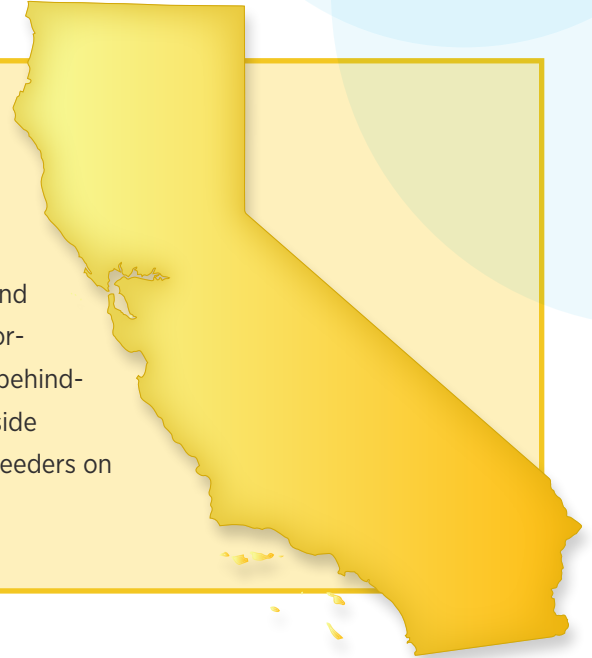 nd
or-
behind-
side
eeders on